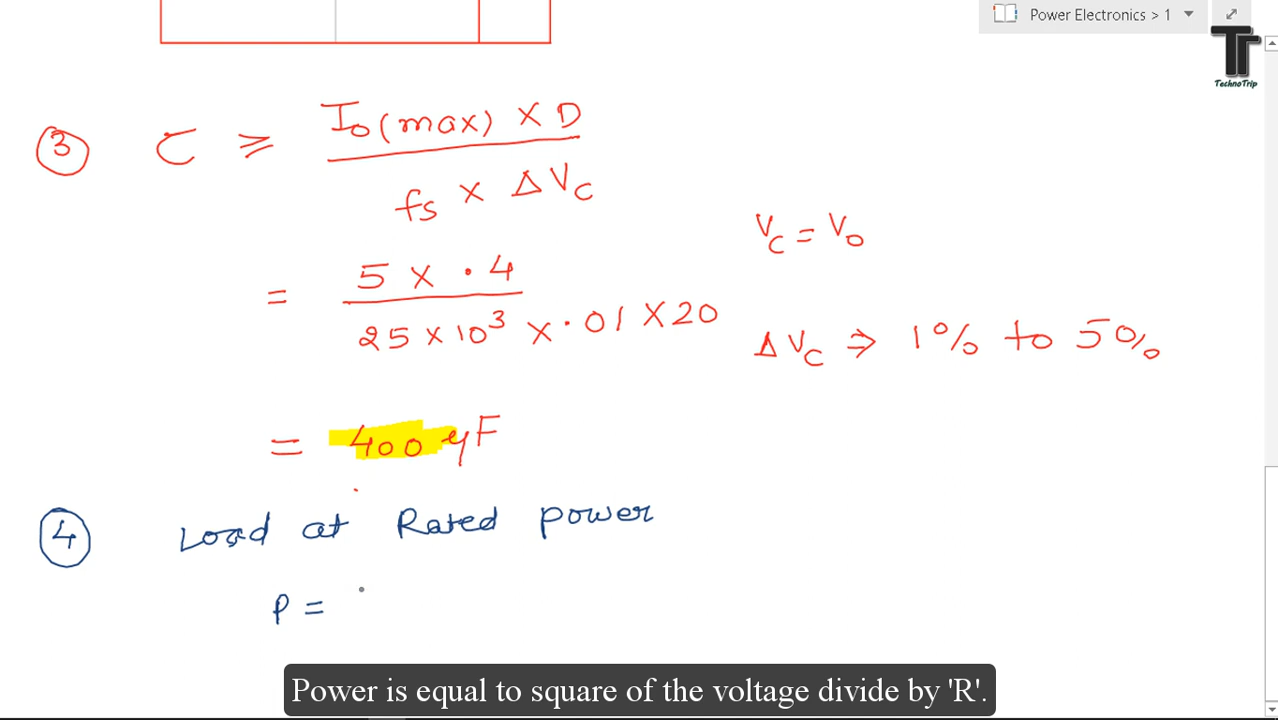 Power Electronics > 1
TechnoTrip
3 C ≥ Io(max) × D
fs × ΔVc
Vc = Vo
= 5 × .4
25 × 10³ × .01 × 20
ΔVc ⇒ 1% to 5%
= 400 μF
4 Load at Rated power
P =
Power is equal to square of the voltage divide by 'R'.